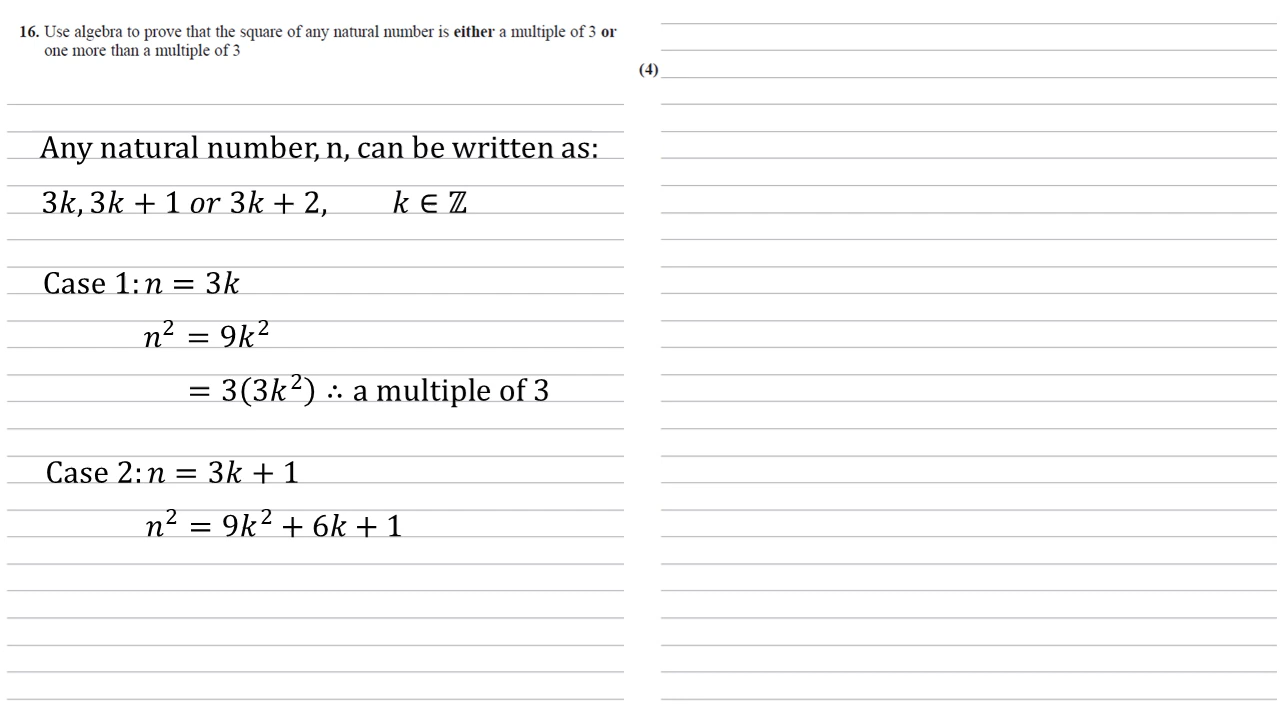 16. Use algebra to prove that the square of any natural number is either a multiple of 3 or
one more than a multiple of 3
(4)
Any natural number, n, can be written as:
3k, 3k + 1 or 3k + 2, k ∈ ℤ
Case 1: n = 3k
n² = 9k²
= 3(3k²) ∴ a multiple of 3
Case 2: n = 3k + 1
n² = 9k² + 6k + 1